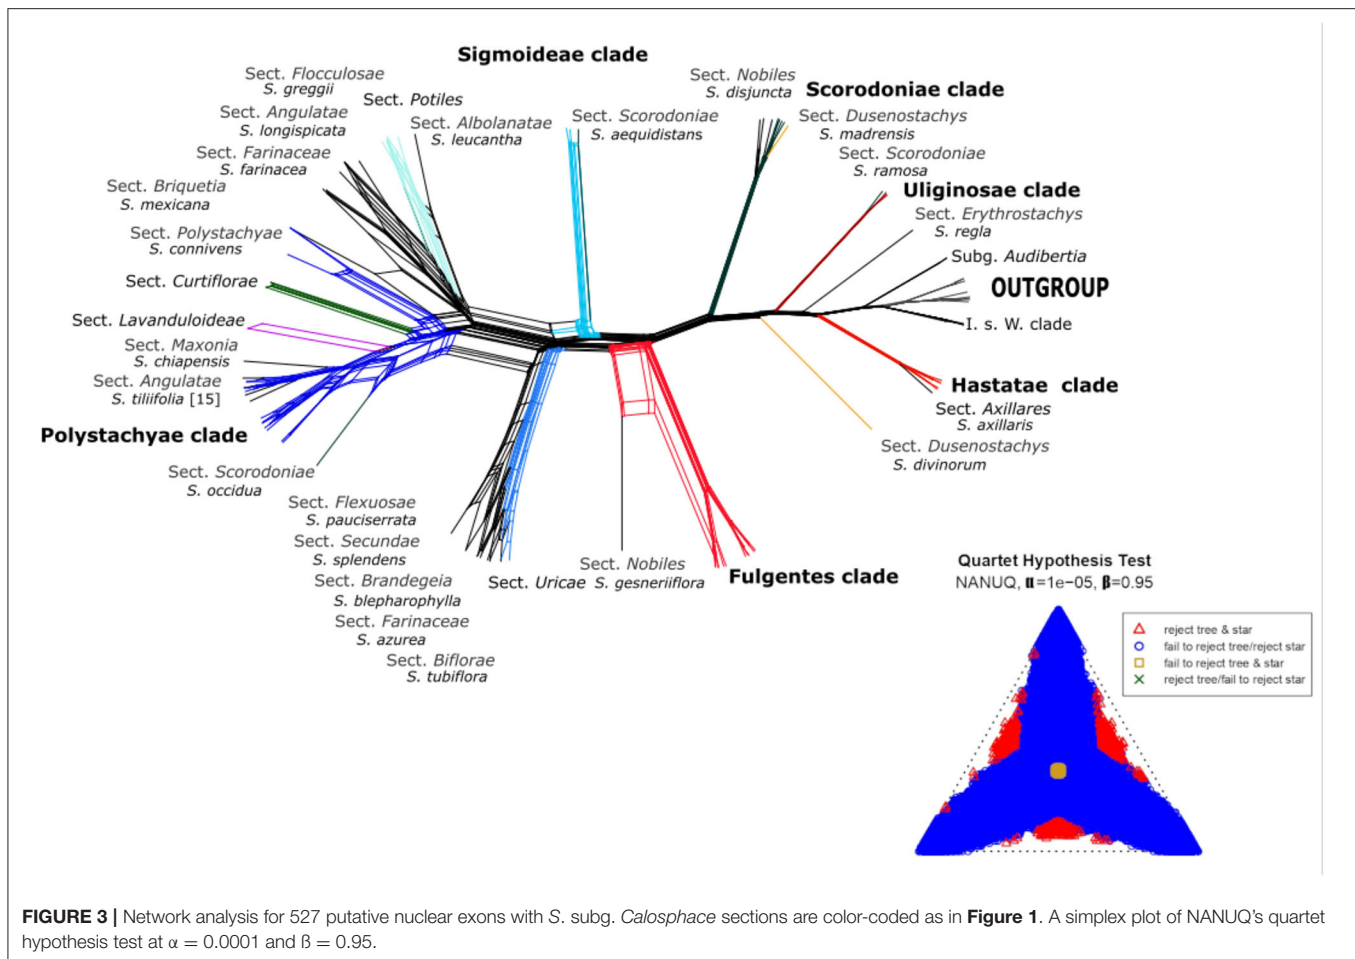 Sigmoideae clade
Sect. Flocculosae
S. greggii
Sect. Potiles
Sect. Angulatae
S. longispicata
Sect. Albolanatae
S. leucantha
Sect. Farinaceae
S. farinacea
Sect. Briquetia
S. mexicana
Sect. Polystachyae
S. connivens
Sect. Curtiflorae
Sect. Lavanduloideae
Sect. Maxonia
S. chiapensis
Sect. Angulatae
S. tiliifolia [15]
Polystachyae clade
Sect. Scorodoniae
S. occidua
Sect. Scorodoniae
S. aequidistans
Sect. Nobiles
S. disjuncta
Scorodoniae clade
Sect. Dusenostachys
S. madrensis
Sect. Scorodoniae
S. ramosa
Uliginosae clade
Sect. Erythrostachys
S. regla
Subg. Audibertia
OUTGROUP
I. s. W. clade
Hastatae clade
Sect. Axillares
S. axillaris
Sect. Dusenostachys
S. divinorum
Sect. Flexuosae
S. pauciserrata
Sect. Secundae
S. splendens
Sect. Brandegeia
S. blepharophylla
Sect. Farinaceae
S. azurea
Sect. Biflorae
S. tubiflora
Sect. Uricae
Sect. Nobiles
S. gesneriiflora
Fulgentes clade
Quartet Hypothesis Test
NANUQ, α=1e−05, β=0.95
reject tree & star
fail to reject tree/reject star
fail to reject tree & star
reject tree/fail to reject star
FIGURE 3 | Network analysis for 527 putative nuclear exons with S. subg. Calosphace sections are color-coded as in Figure 1. A simplex plot of NANUQ's quartet
hypothesis test at α = 0.0001 and ß = 0.95.